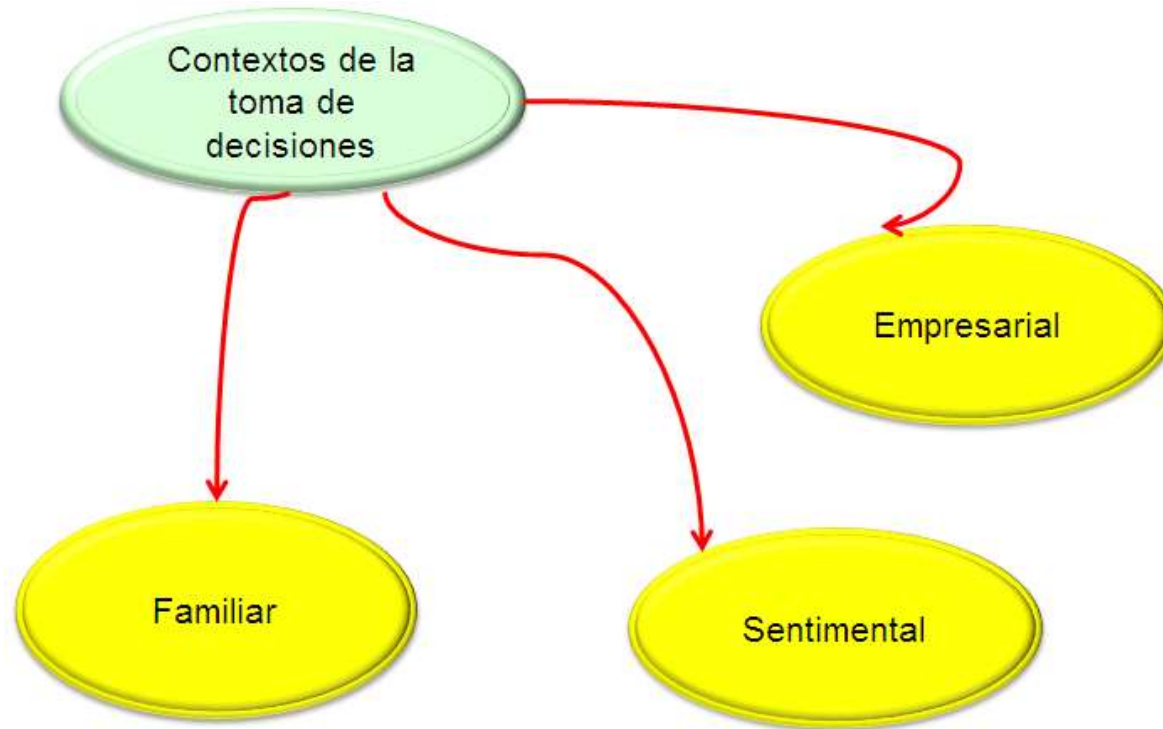 Contextos de la
toma de
decisiones
Empresarial
Familiar
Sentimental